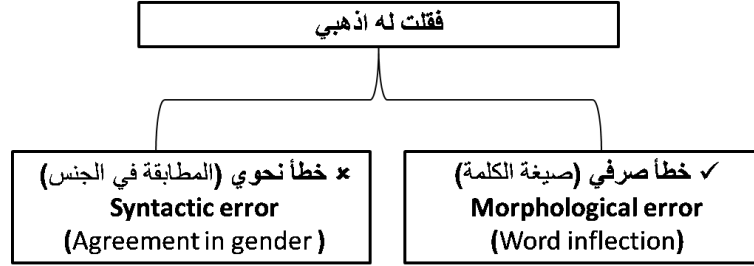 فقلت له اذهبي
✓ خطأ صرفي (صيغة الكلمة)
Morphological error
(Word inflection)
✘ خطأ نحوي (المطابقة في الجنس)
Syntactic error
(Agreement in gender )